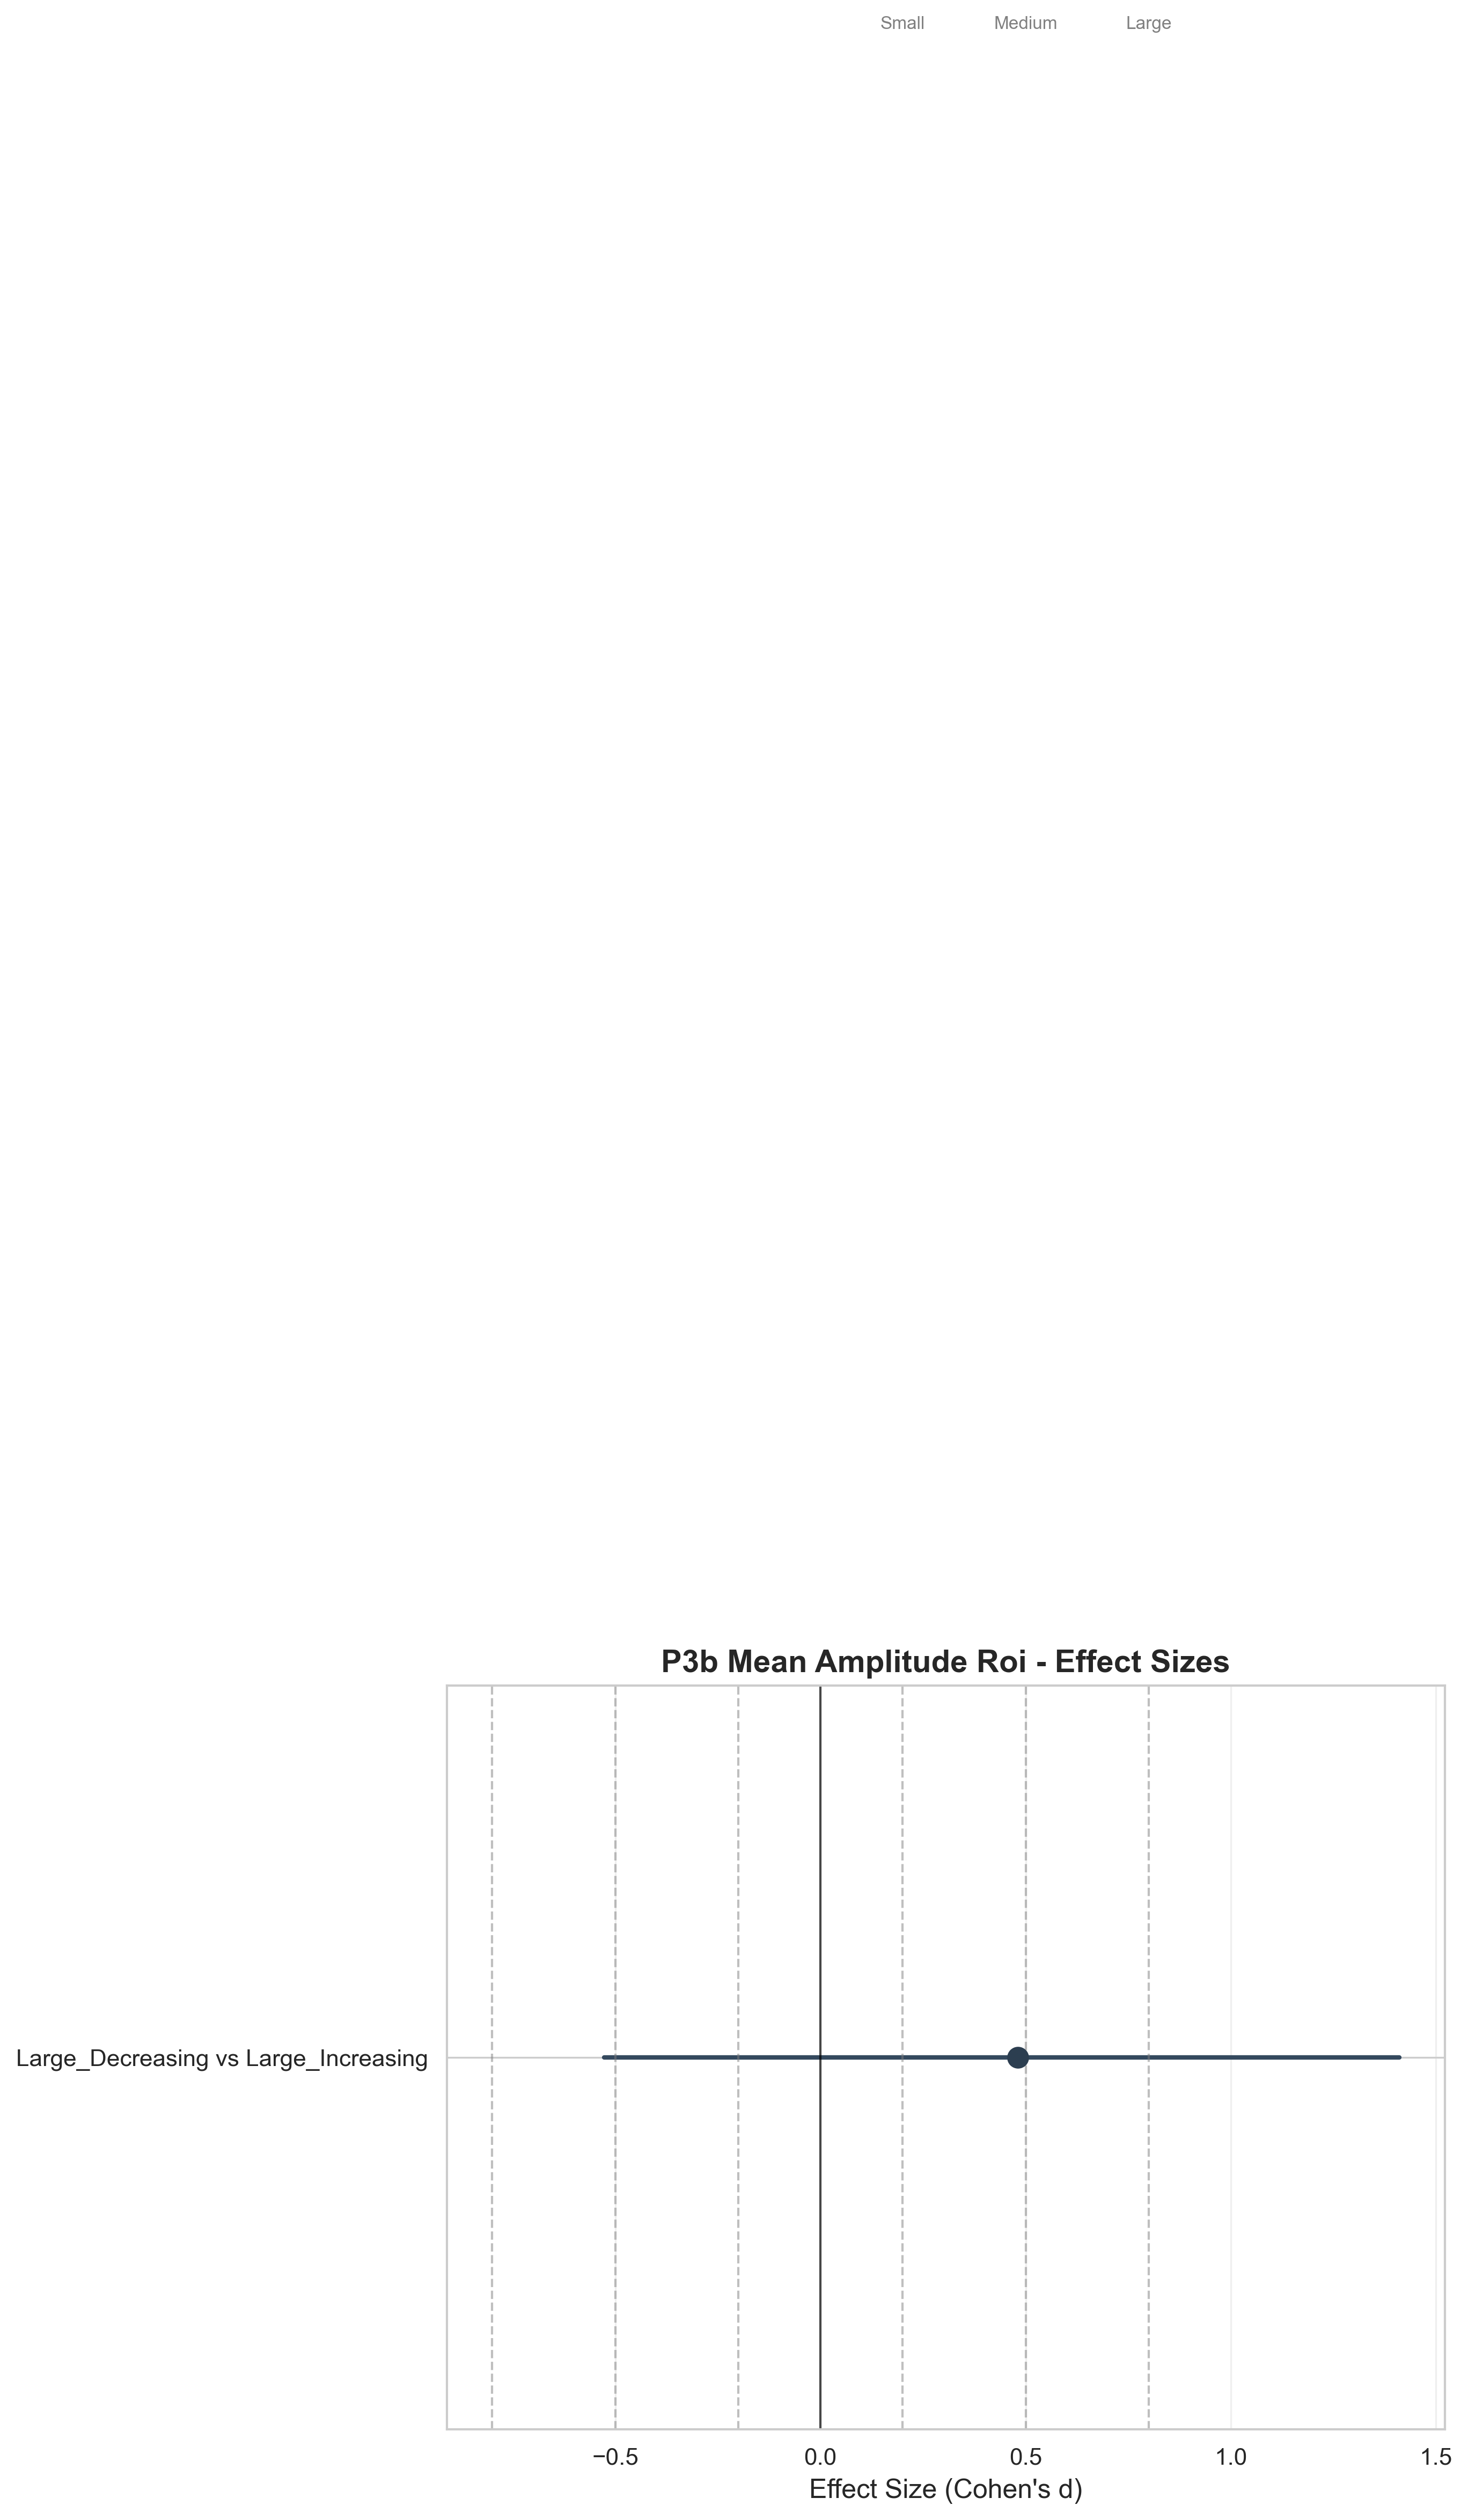 Small Medium Large
P3b Mean Amplitude Roi - Effect Sizes
Large_Decreasing vs Large_Increasing
−0.5 0.0 0.5 1.0 1.5
Effect Size (Cohen's d)